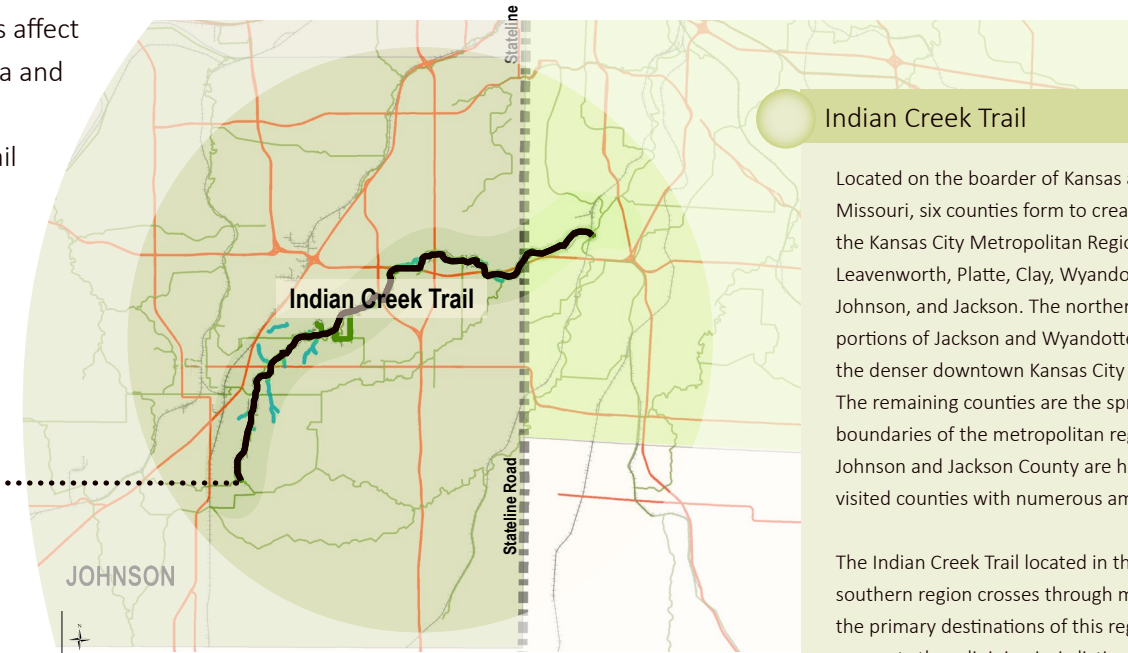 s affect
a and
ail
Stateline
Indian Creek Trail
Stateline Road
JOHNSON
N
Indian Creek Trail
Located on the boarder of Kansas
Missouri, six counties form to crea
the Kansas City Metropolitan Regio
Leavenworth, Platte, Clay, Wyando
Johnson, and Jackson. The norther
portions of Jackson and Wyandotte
the denser downtown Kansas City
The remaining counties are the spr
boundaries of the metropolitan reg
Johnson and Jackson County are h
visited counties with numerous am
The Indian Creek Trail located in th
southern region crosses through m
the primary destinations of this reg